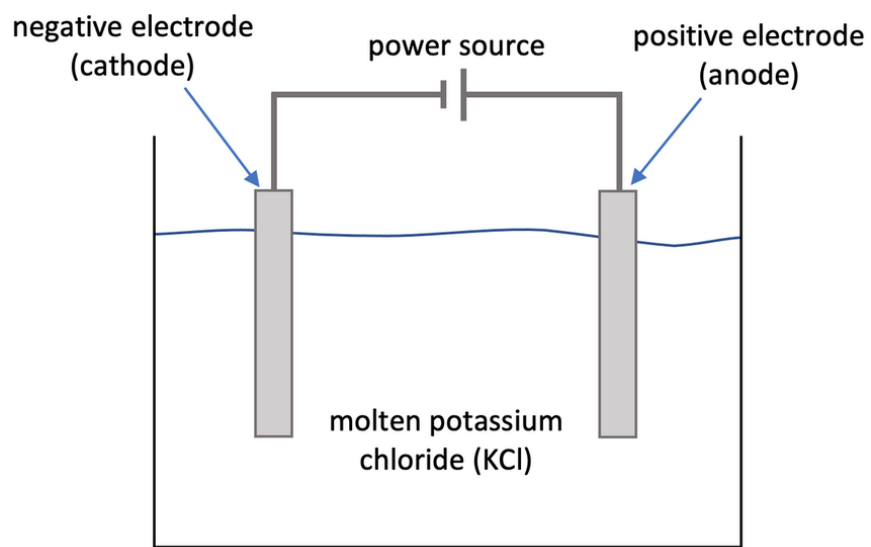 negative electrode
(cathode)
power source
positive electrode
(anode)
molten potassium
chloride (KCl)